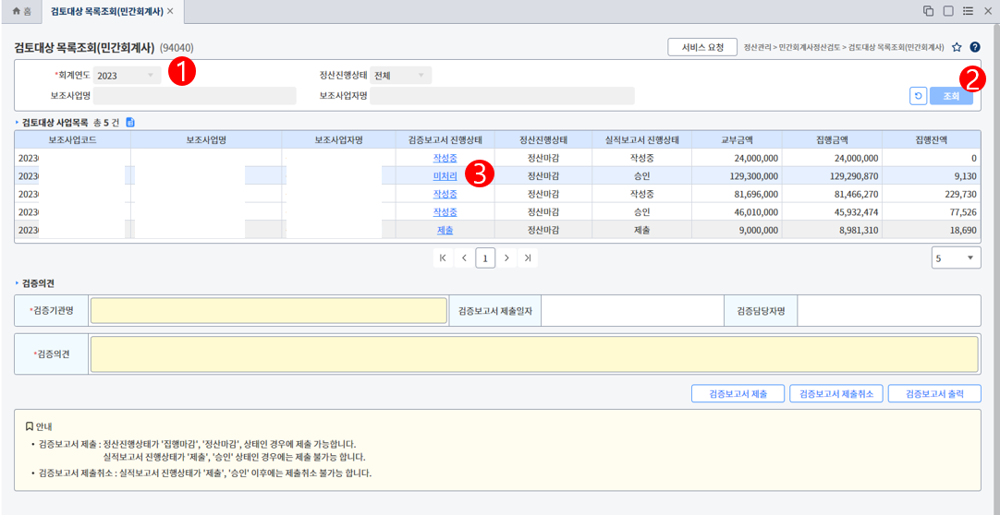 홈 검토대상 목록조회(민간회계사) ×
검토대상 목록조회(민간회계사) (94040) 서비스 요청 정산관리 > 민간회계사정산검토 > 검토대상 목록조회(민간회계사)
*회계연도 2023 1 정산진행상태 전체 2
보조사업명 보조사업자명 조회
검토대상 사업목록 총 5 건
보조사업코드 보조사업명 보조사업자명 검증보고서 진행상태 정산진행상태 실적보고서 진행상태 교부금액 집행금액 집행잔액
2023 작성중 정산마감 작성중 24,000,000 24,000,000 0
2023 미처리 3 정산마감 승인 129,300,000 129,290,870 9,130
2023 작성중 정산마감 작성중 81,696,000 81,466,270 229,730
2023 작성중 정산마감 승인 46,010,000 45,932,474 77,526
2023 제출 정산마감 제출 9,000,000 8,981,310 18,690
1 5
검증의견
*검증기관명 검증보고서 제출일자 검증담당자명
*검증의견
검증보고서 제출 검증보고서 제출취소 검증보고서 출력
안내
• 검증보고서 제출 : 정산진행상태가 '집행마감', '정산마감', 상태인 경우에 제출 가능합니다.
실적보고서 진행상태가 '제출', '승인' 상태인 경우에는 제출 불가능 합니다.
• 검증보고서 제출취소 : 실적보고서 진행상태가 '제출', '승인' 이후에는 제출취소 불가능 합니다.